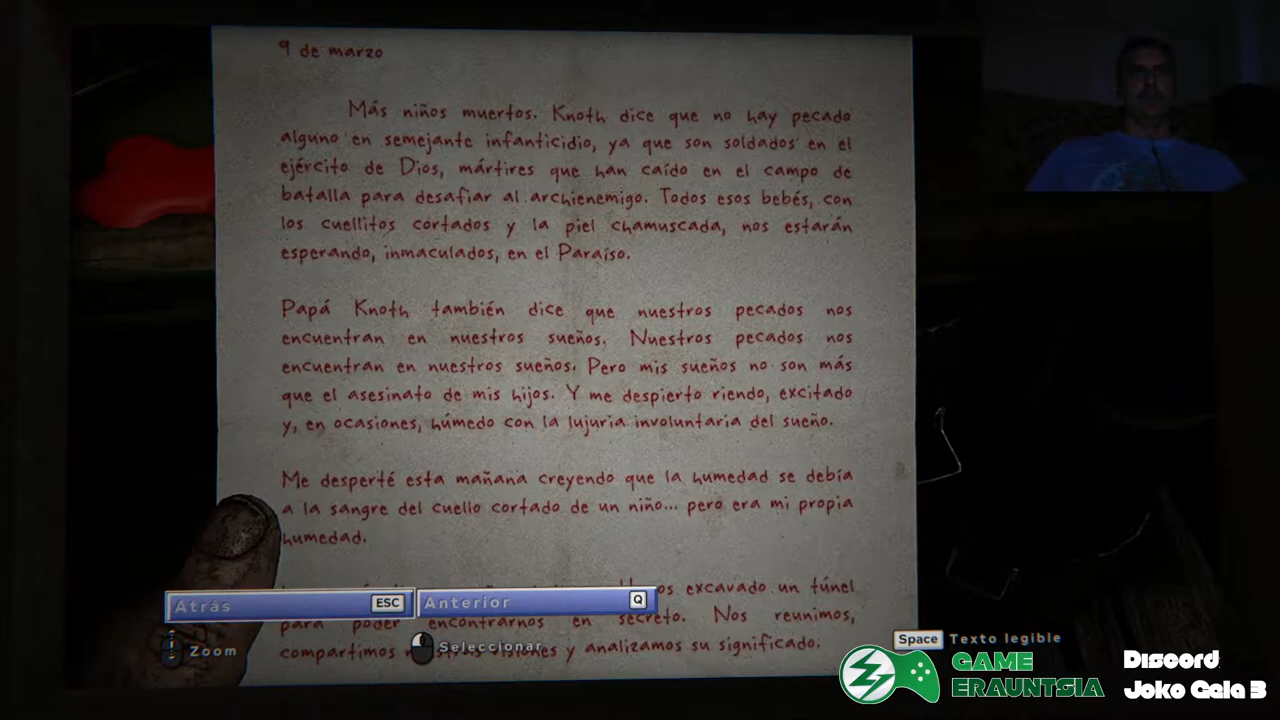 9 de marzo
Más niños muertos. Knoth dice que no hay pecado
alguno en semejante infanticidio, ya que son soldados en el
ejército de Dios, mártires que han caído en el campo de
batalla para desafiar al archienemigo. Todos esos bebés, con
los cuellitos cortados y la piel chamuscada, nos estarán
esperando, inmaculados, en el Paraíso.
Papá Knoth también dice que nuestros pecados nos
encuentran en nuestros sueños. Nuestros pecados nos
encuentran en nuestros sueños. Pero mis sueños no son más
que el asesinato de mis hijos. Y me despierto riendo, excitado
y, en ocasiones, húmedo con la lujuria involuntaria del sueño.
Me desperté esta mañana creyendo que la humedad se debía
a la sangre del cuello cortado de un niño... pero era mi propia
humedad.
excavado un túnel
para poder encontrarnos en secreto. Nos reunimos,
compartimos visiones y analizamos su significado.
Atrás ESC Anterior Q
Zoom Seleccionar Space Texto legible
GAME
ERAUNTSIA
Discord
Joko Gela 3